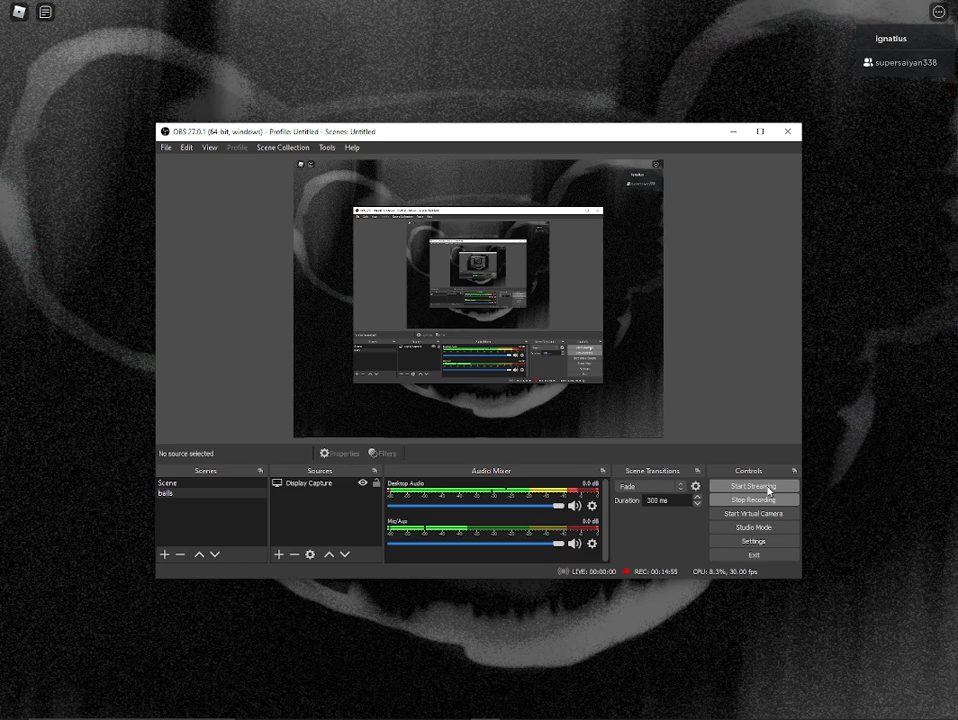 Ignatius
supersaiyan338
OBS 27.0.1 (64-bit, windows) - Profile: Untitled - Scenes: Untitled
File Edit View Profile Scene Collection Tools Help
No source selected
Properties Filters
Scenes
Sources
Audio Mixer
Scene Transitions
Controls
Scene
balls
Display Capture
Desktop Audio 0.0 dB
Mic/Aux 0.0 dB
Fade
Duration 300 ms
Start Streaming
Stop Recording
Start Virtual Camera
Studio Mode
Settings
Exit
LIVE: 00:00:00 REC: 00:14:55 CPU: 8.3%, 30.00 fps